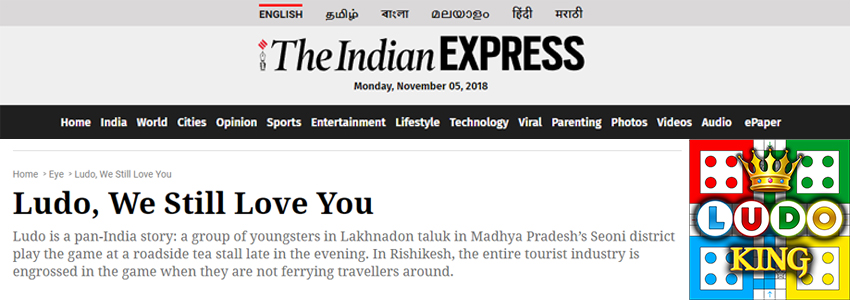 ENGLISH தமிழ் বাংলা മലയാളം हिंदी मराठी
The Indian EXPRESS
Monday, November 05, 2018
Home India World Cities Opinion Sports Entertainment Lifestyle Technology Viral Parenting Photos Videos Audio ePaper
Home > Eye > Ludo, We Still Love You
Ludo, We Still Love You
Ludo is a pan-India story: a group of youngsters in Lakhnadon taluk in Madhya Pradesh's Seoni district
play the game at a roadside tea stall late in the evening. In Rishikesh, the entire tourist industry is
engrossed in the game when they are not ferrying travellers around.
LUDO
KING